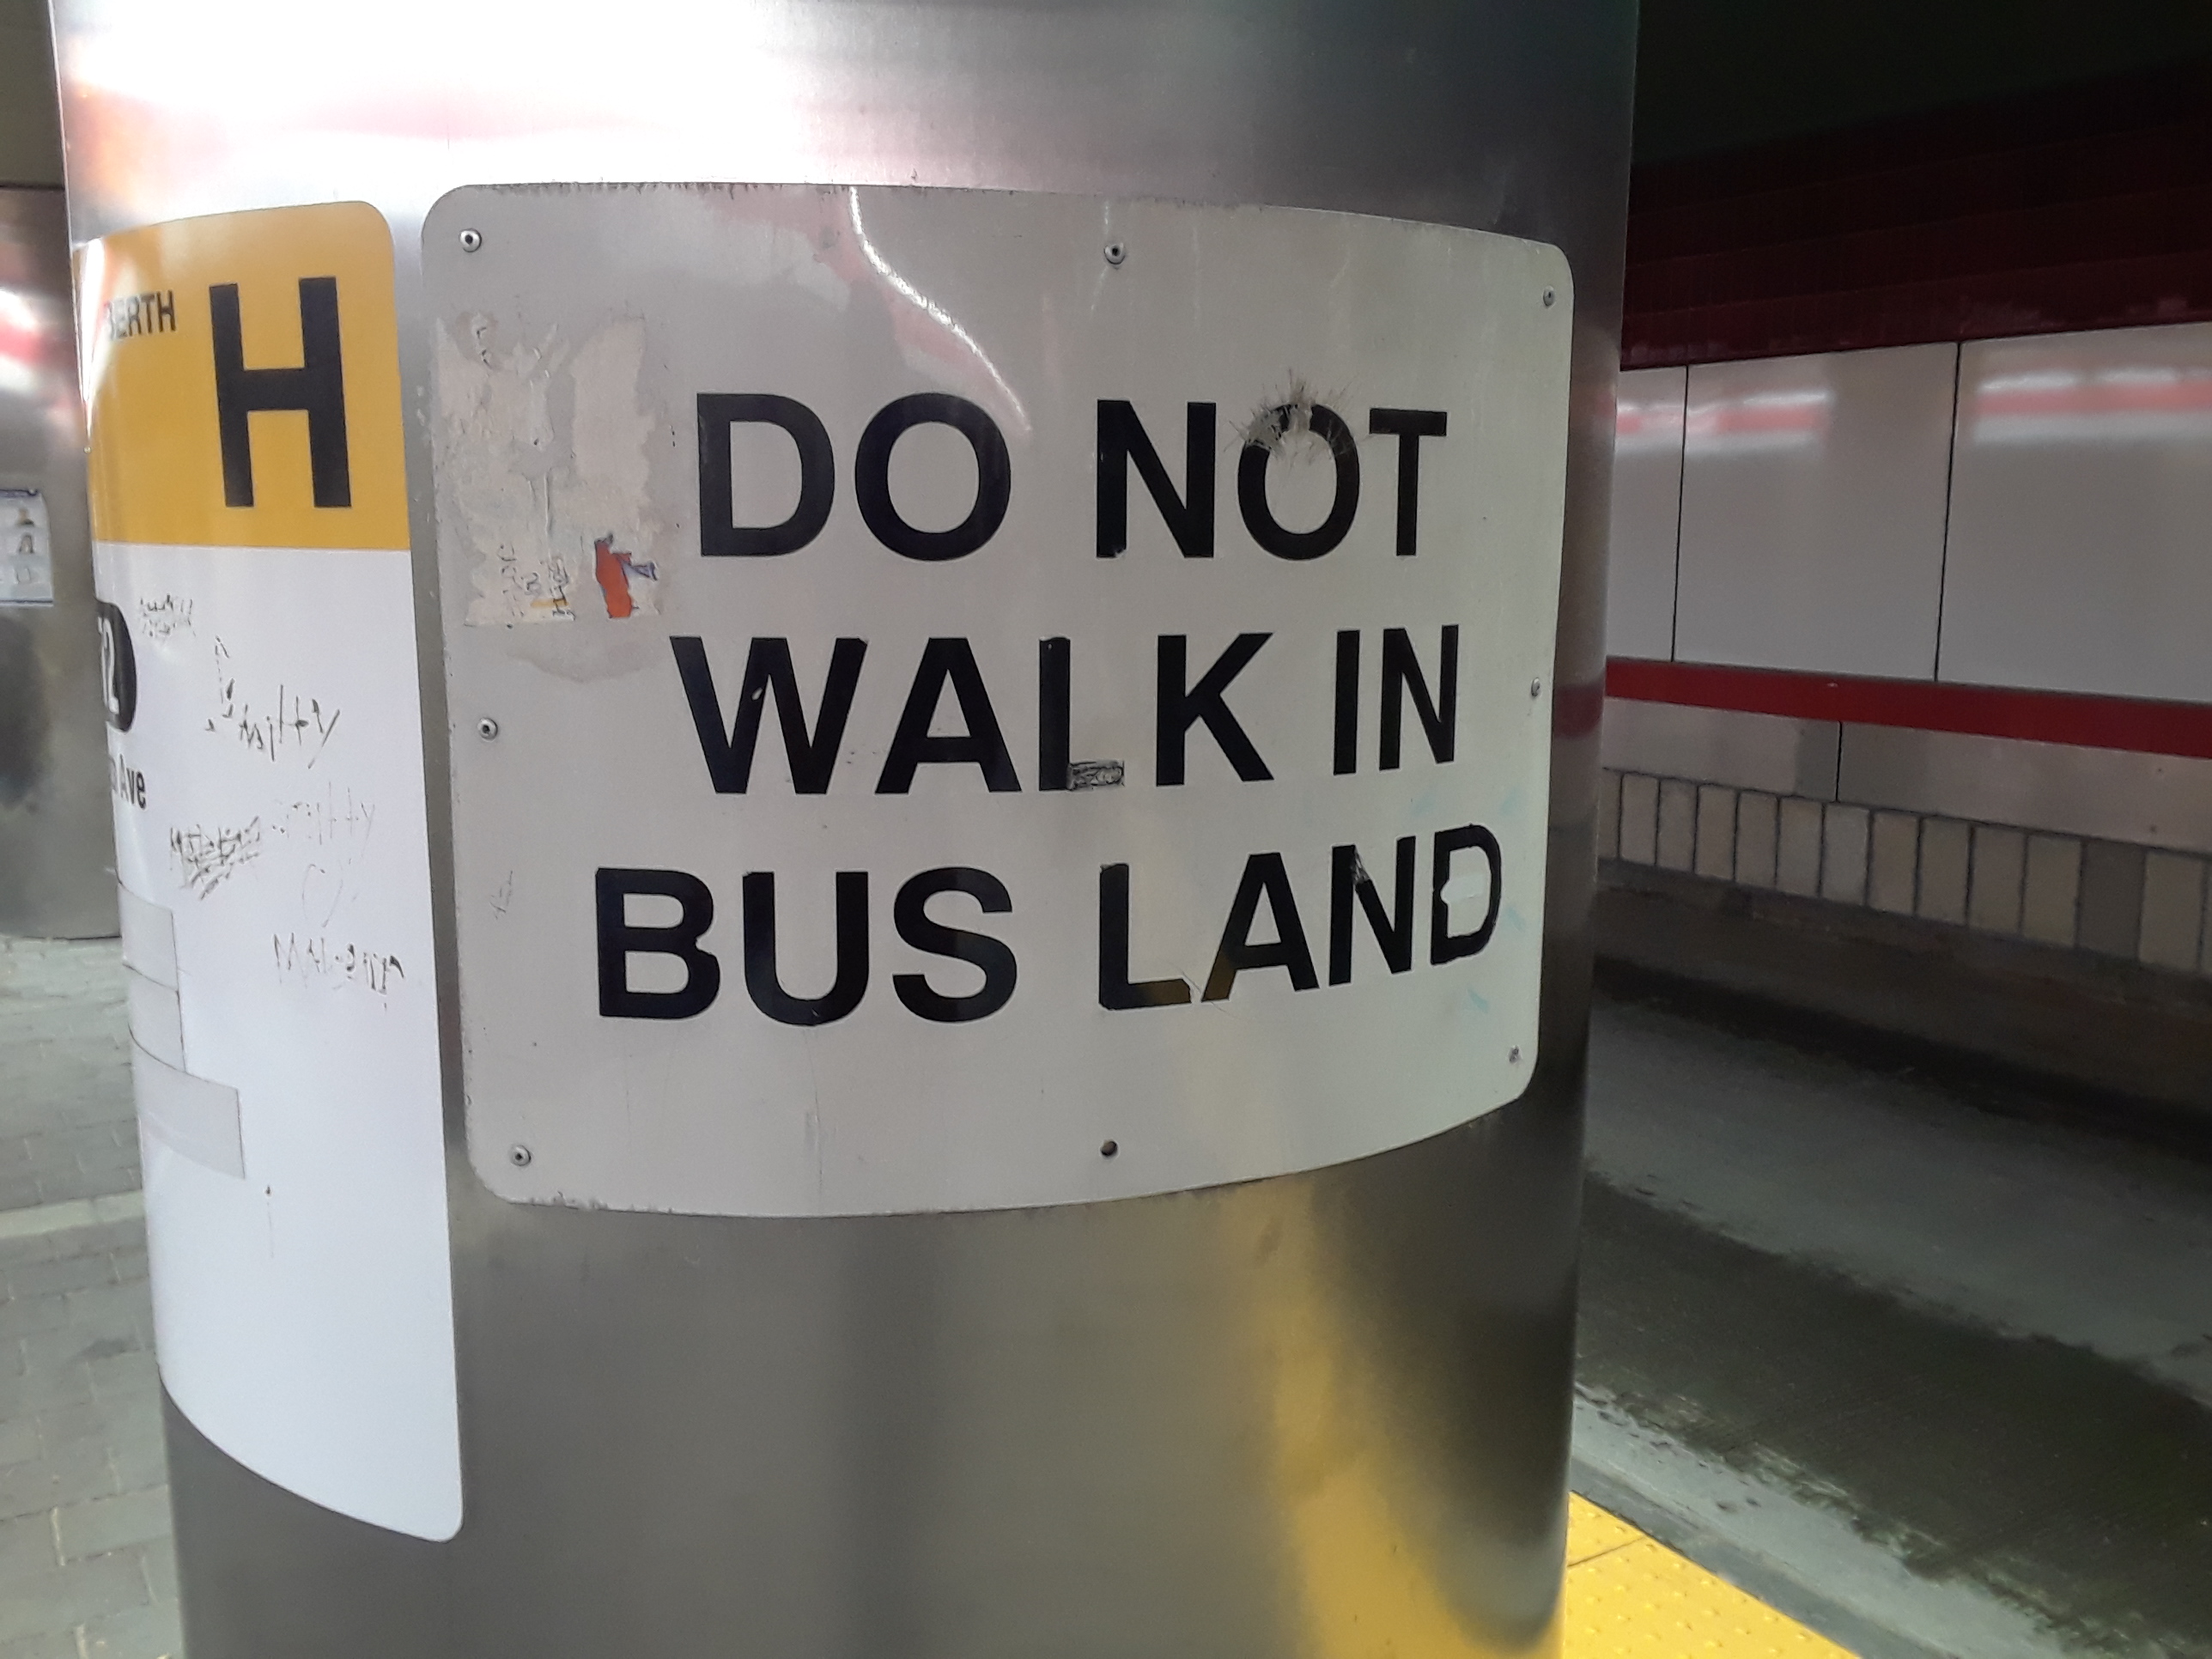 BERTH H
Ave
DO NOT
WALK IN
BUS LAND